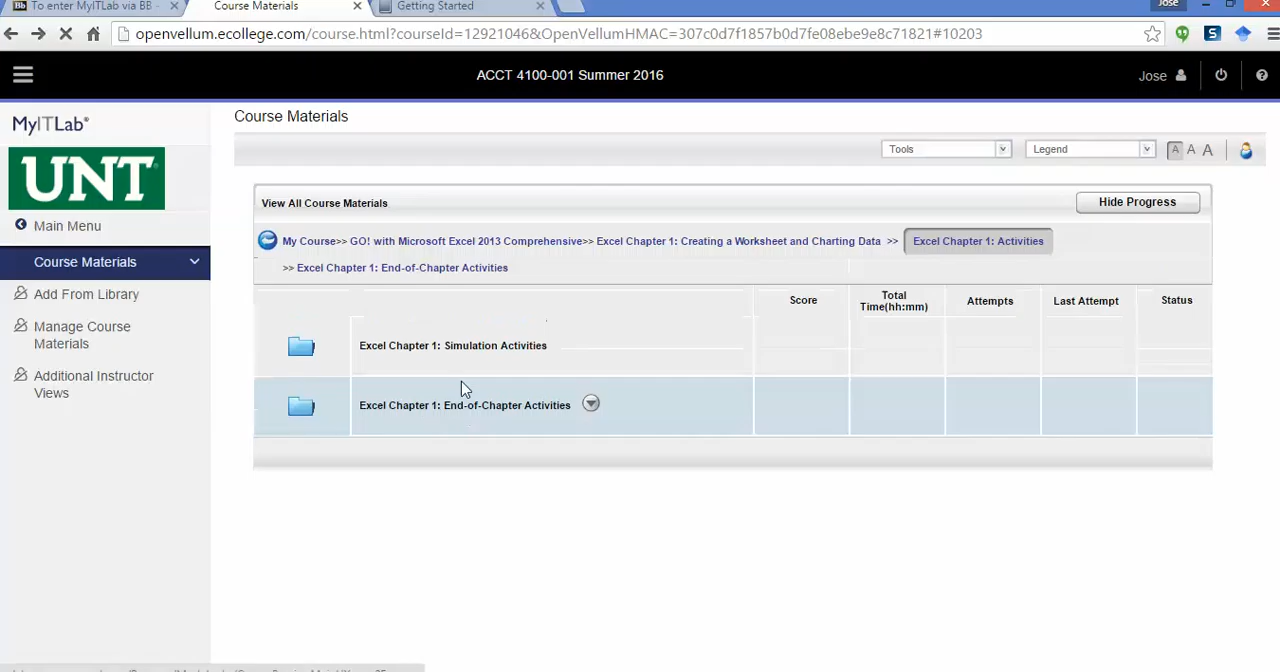 To enter MyITLab via BB -
Course Materials
Getting Started
Jose
openvellum.ecollege.com/course.html?courseId=12921046&OpenVellumHMAC=307c0d7f1857b0d7fe08ebe9e8c71821#10203
ACCT 4100-001 Summer 2016
Jose
MyITLab®
UNT
Main Menu
Course Materials
Add From Library
Manage Course
Materials
Additional Instructor
Views
Course Materials
Tools
Legend
A A A
View All Course Materials
Hide Progress
My Course>> GO! with Microsoft Excel 2013 Comprehensive>> Excel Chapter 1: Creating a Worksheet and Charting Data >> Excel Chapter 1: Activities
>> Excel Chapter 1: End-of-Chapter Activities
Score
Total
Time(hh:mm)
Attempts
Last Attempt
Status
Excel Chapter 1: Simulation Activities
Excel Chapter 1: End-of-Chapter Activities